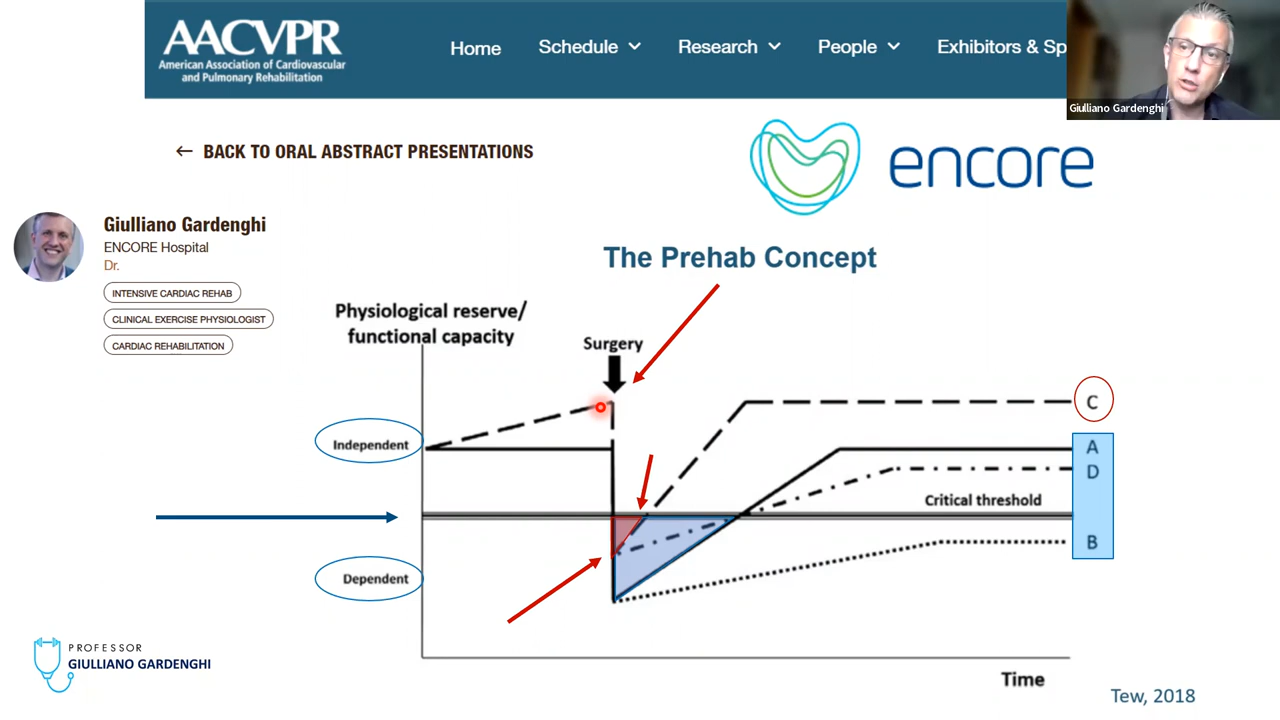 AACVPR
American Association of Cardiovascular
and Pulmonary Rehabilitation
Home
Schedule
Research
People
Exhibitors & Sp
Giulliano Gardenghi
← BACK TO ORAL ABSTRACT PRESENTATIONS
encore
Giulliano Gardenghi
ENCORE Hospital
Dr.
INTENSIVE CARDIAC REHAB
CLINICAL EXERCISE PHYSIOLOGIST
CARDIAC REHABILITATION
The Prehab Concept
Physiological reserve/
functional capacity
Surgery
C
Independent
A
D
Critical threshold
B
Dependent
Time
PROFESSOR
GIULLIANO GARDENGHI
Tew, 2018